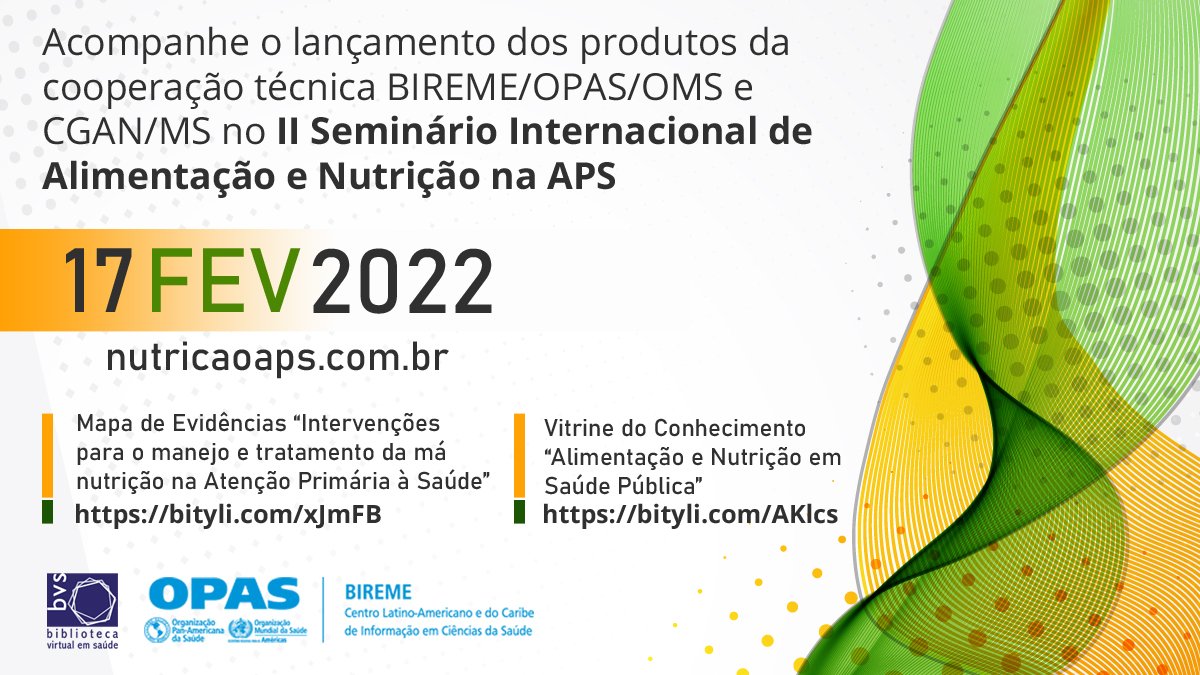 Acompanhe o lançamento dos produtos da
cooperação técnica BIREME/OPAS/OMS e
CGAN/MS no II Seminário Internacional de
Alimentação e Nutrição na APS
17 FEV 2022
nutricaoaps.com.br
Mapa de Evidências “Intervenções
para o manejo e tratamento da má
nutrição na Atenção Primária à Saúde”
https://bityli.com/xJmFB
Vitrine do Conhecimento
“Alimentação e Nutrição em
Saúde Pública”
https://bityli.com/AKlcs
bvs
biblioteca
virtual em saúde
OPAS
Organização
Pan-Americana
da Saúde
Organização
Mundial da Saúde
Américas
BIREME
Centro Latino-Americano e do Caribe
de Informação em Ciências da Saúde